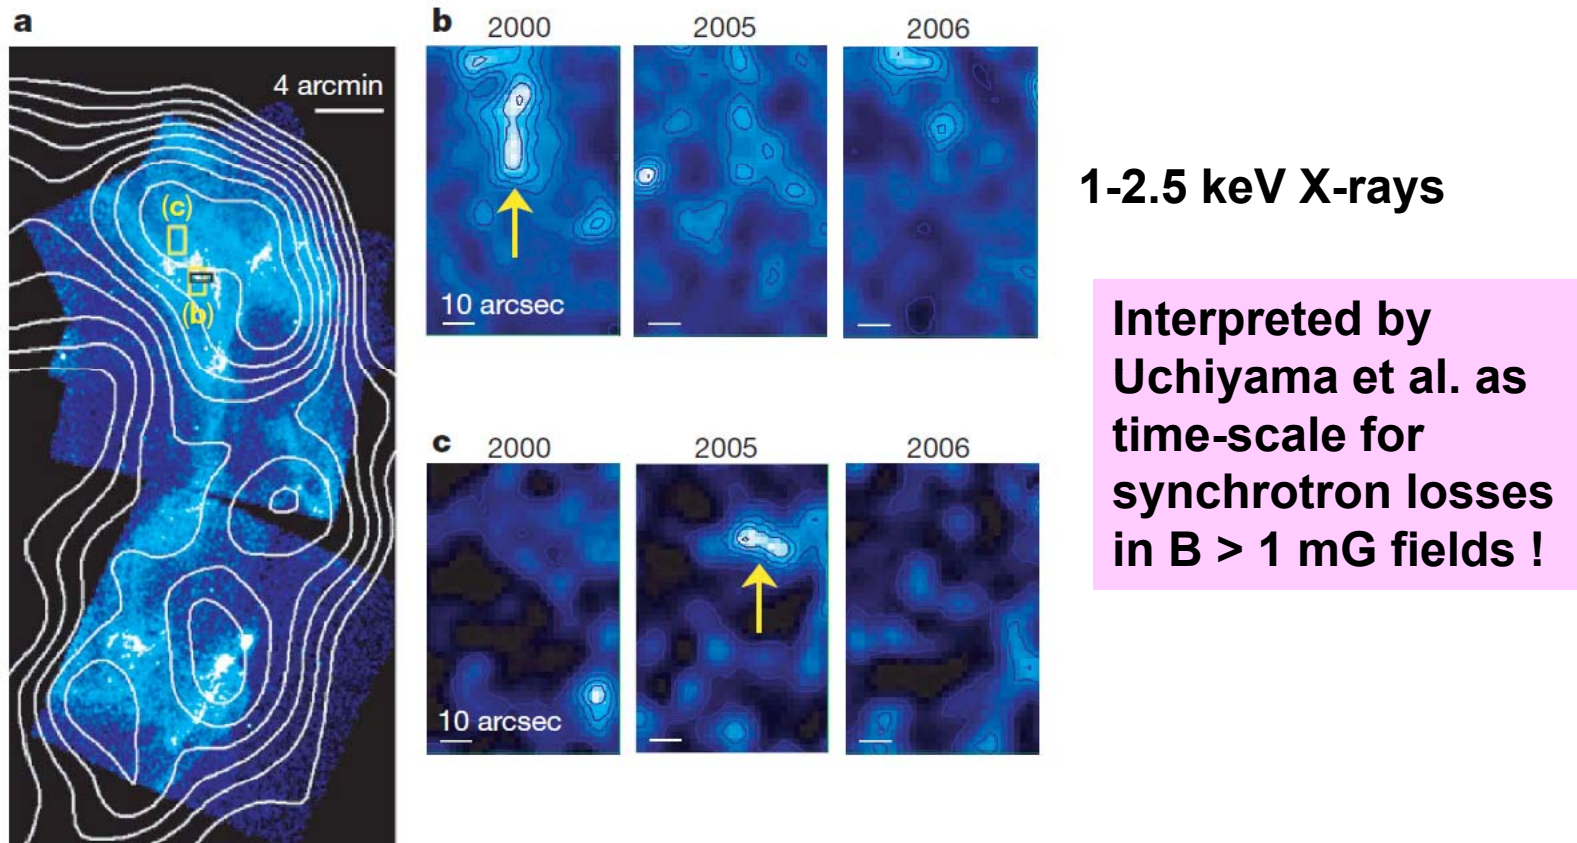 a
4 arcmin
(c)
(b)
b
2000
2005
2006
10 arcsec
c
2000
2005
2006
10 arcsec
1-2.5 keV X-rays
Interpreted by
Uchiyama et al. as
time-scale for
synchrotron losses
in B > 1 mG fields !